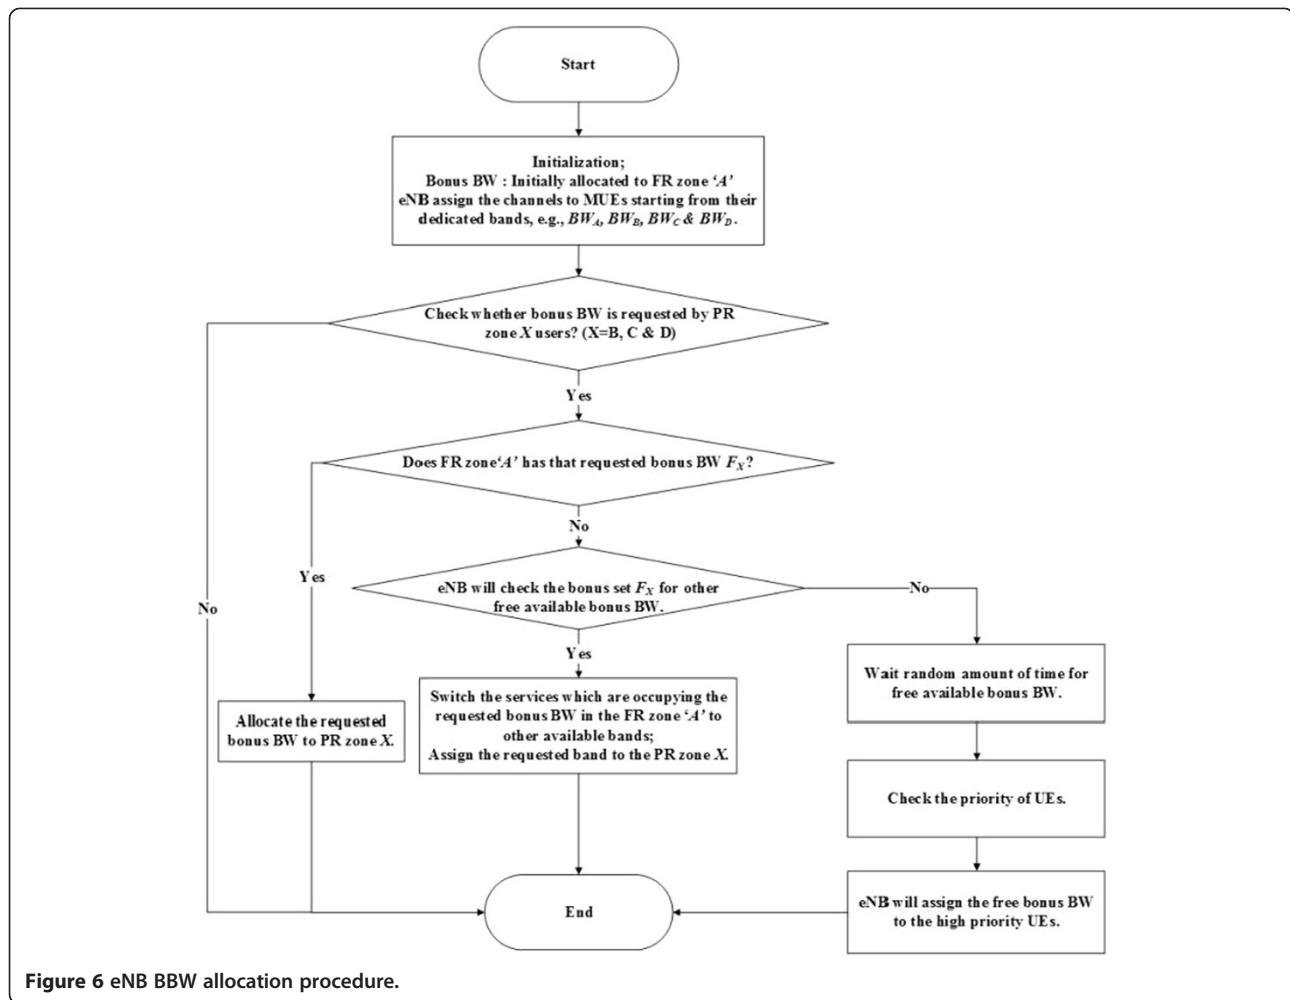 Start
Initialization;
Bonus BW : Initially allocated to FR zone ‘A’
eNB assign the channels to MUEs starting from their
dedicated bands, e.g., BW_A, BW_B, BW_C & BW_D.
Check whether bonus BW is requested by PR
zone X users? (X=B, C & D)
Yes
Does FR zone‘A’ has that requested bonus BW F_X?
No
Yes
eNB will check the bonus set F_X for other
free available bonus BW.
No
No
Yes
Wait random amount of time for
free available bonus BW.
Switch the services which are occupying the
requested bonus BW in the FR zone ‘A’ to
other available bands;
Assign the requested band to the PR zone X.
Allocate the requested
bonus BW to PR zone X.
Check the priority of UEs.
eNB will assign the free bonus BW
to the high priority UEs.
End
Figure 6 eNB BBW allocation procedure.